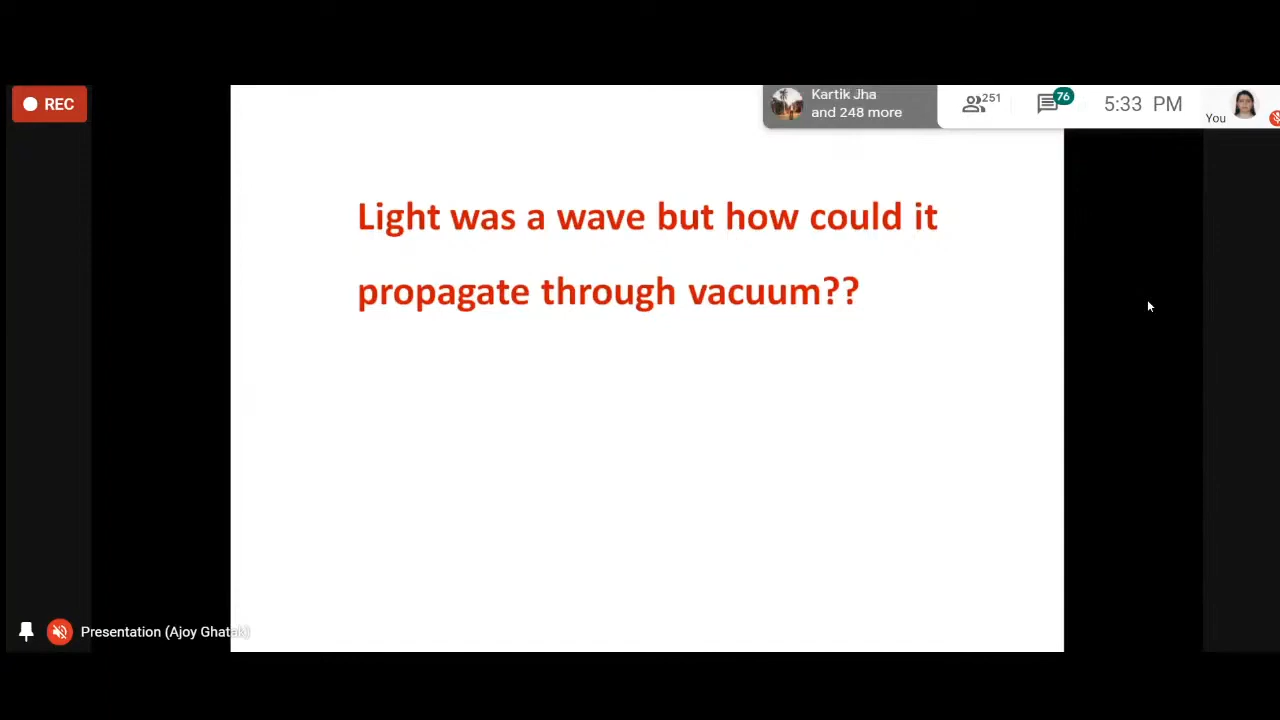 REC
Kartik Jha
and 248 more
251
76
5:33 PM
You
Light was a wave but how could it
propagate through vacuum??
Presentation (Ajoy Ghatak)